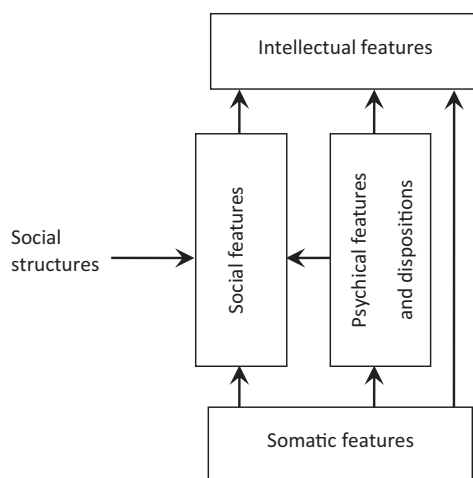 Intellectual features
Social
structures
Social features
Psychical features
and dispositions
Somatic features